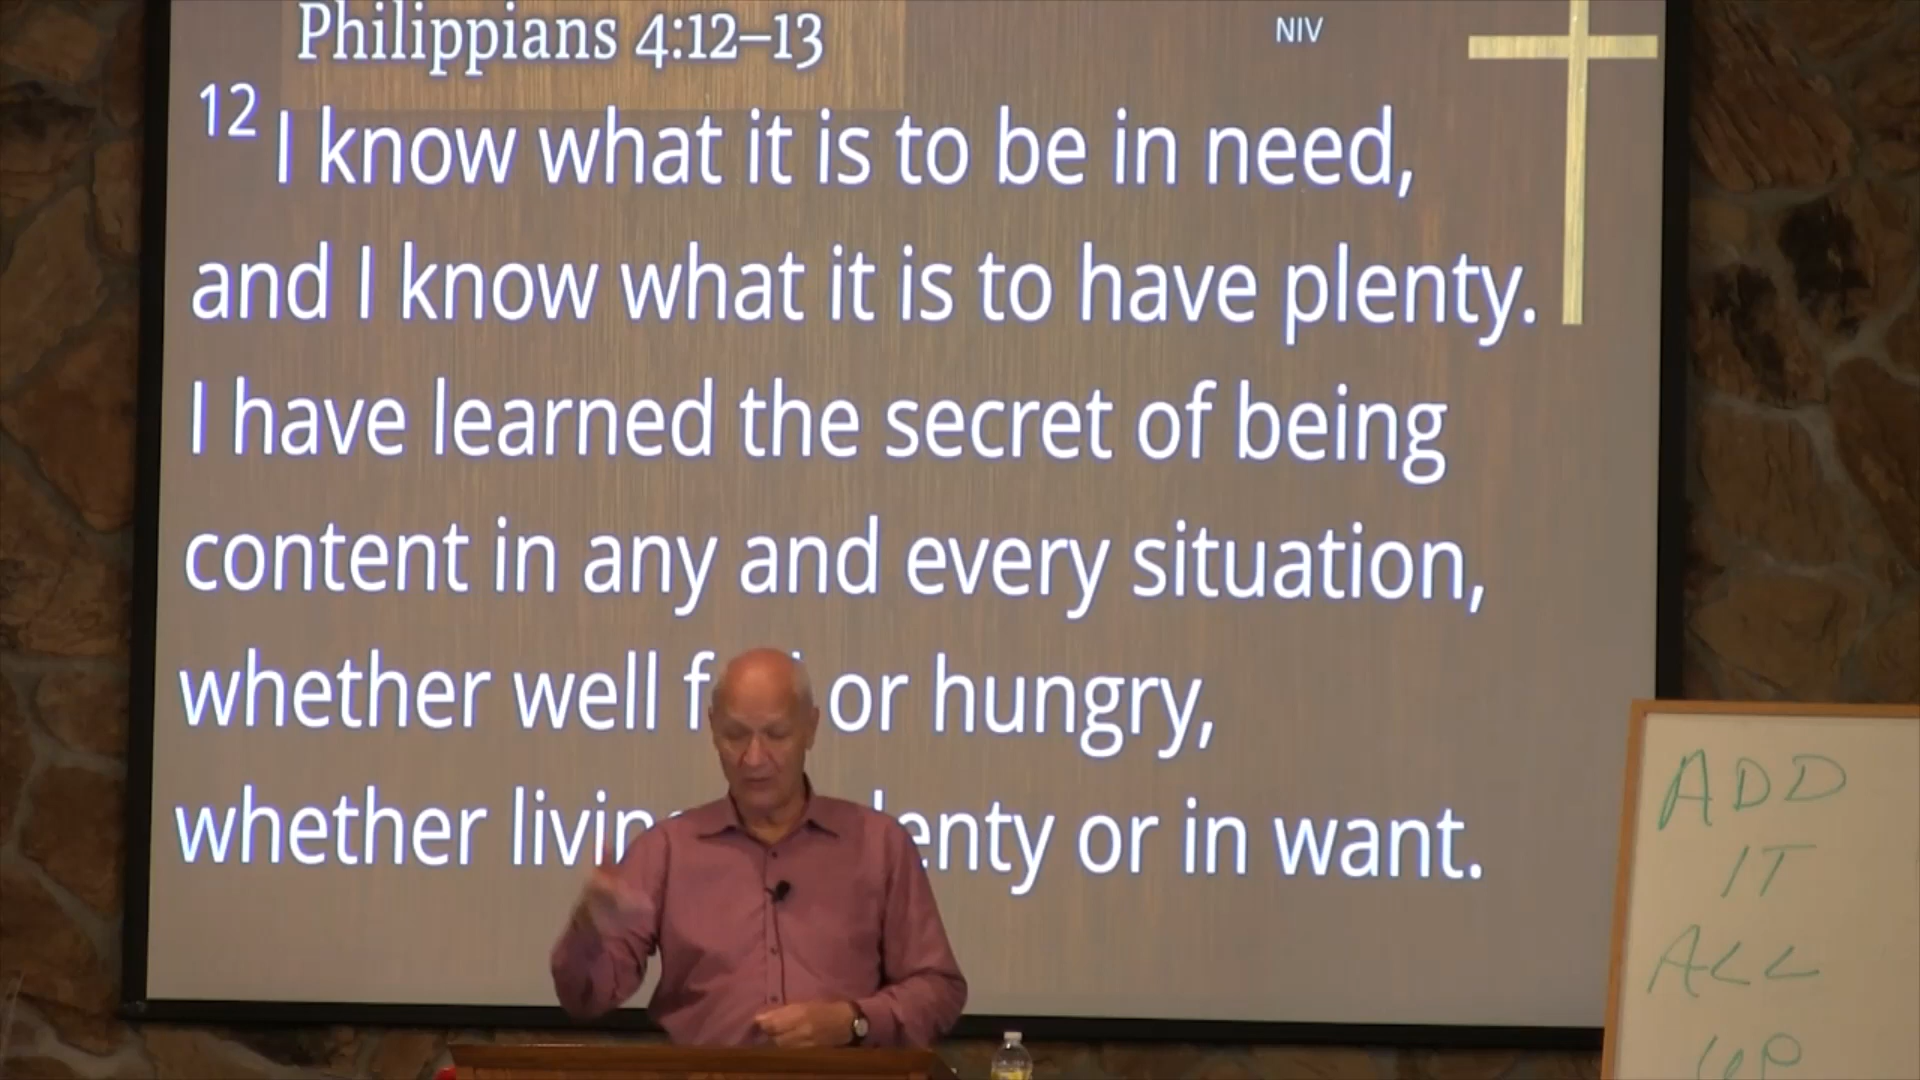 Philippians 4:12–13
NIV
12 I know what it is to be in need,
and I know what it is to have plenty.
I have learned the secret of being
content in any and every situation,
whether well or hungry,
whether or in want.
ADD
IT
ALL
UP